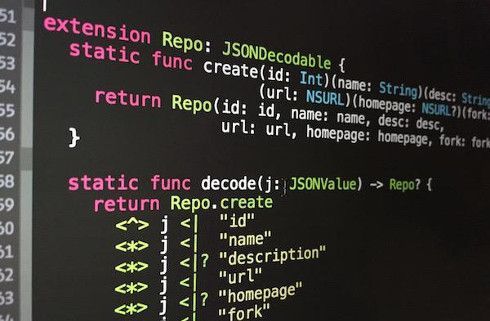 51
52 extension Repo: JSONDecodable {
53 static func create(id: Int)(name: String)(desc:
54 (url: NSURL)(homepage: NSURL?)(fork:
55 return Repo(id: id, name: name, desc: desc,
56 url: url, homepage: homepage, fork:
57 }
58 static func decode(j: JSONValue) -> Repo? {
59 return Repo.create
60 <^> j <| "id"
61 <*> j <| "name"
62 <*> j <|? "description"
63 <*> j <| "url"
64 <*> j <|? "homepage"
<*> j <| "fork"